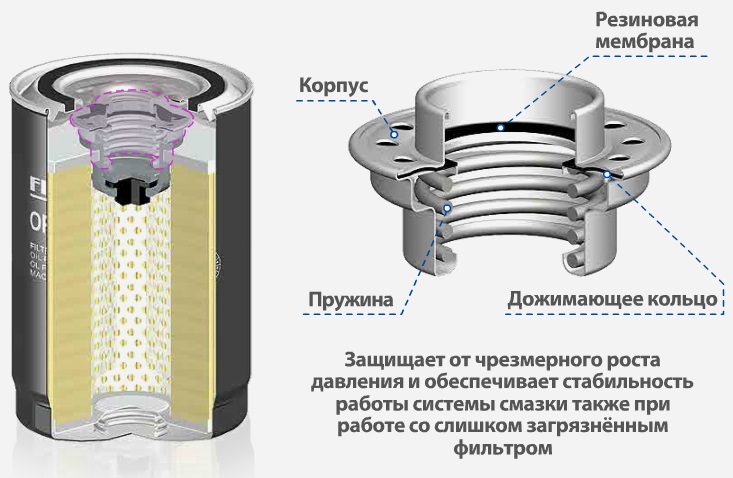 Резиновая
мембрана
Корпус
Пружина
Дожимающее кольцо
Защищает от чрезмерного роста
давления и обеспечивает стабильность
работы системы смазки также при
работе со слишком загрязнённым
фильтром